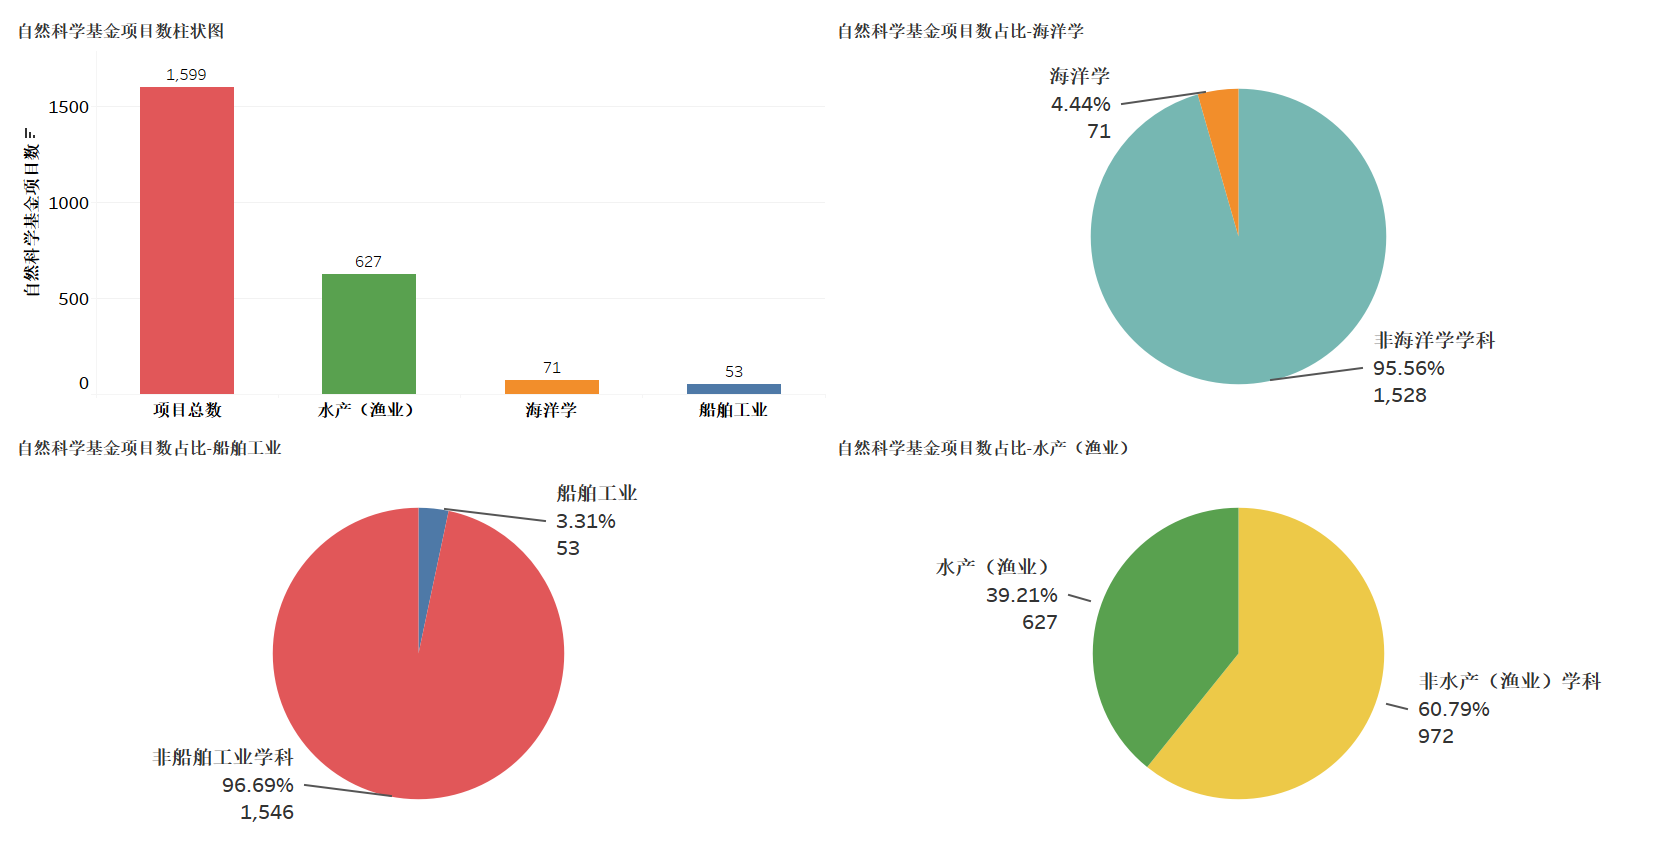 自然科学基金项目数柱状图
1,599
1500
1000
500
0
自然科学基金项目数
627
71
53
项目总数
水产（渔业）
海洋学
船舶工业
自然科学基金项目数占比-海洋学
海洋学
4.44%
71
非海洋学学科
95.56%
1,528
自然科学基金项目数占比-船舶工业
船舶工业
3.31%
53
非船舶工业学科
96.69%
1,546
自然科学基金项目数占比-水产（渔业）
水产（渔业）
39.21%
627
非水产（渔业）学科
60.79%
972